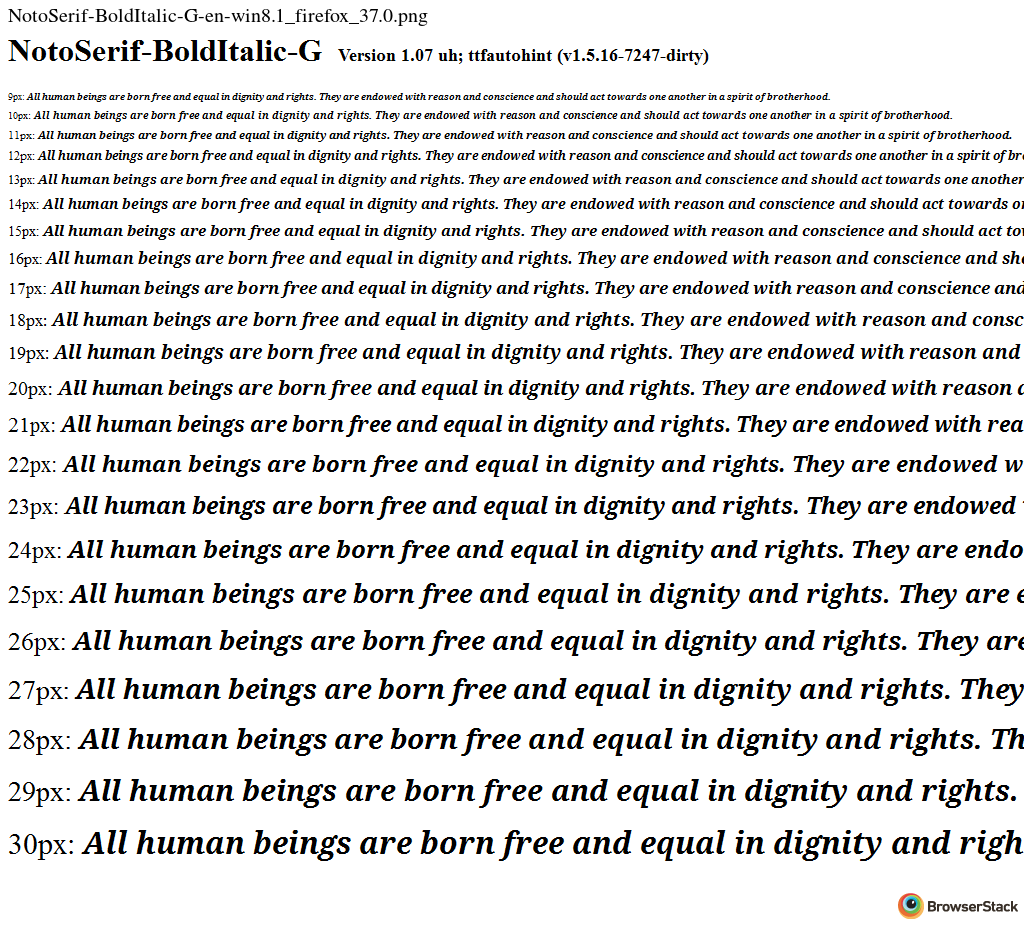 NotoSerif-BoldItalic-G-en-win8.1_firefox_37.0.png
NotoSerif-BoldItalic-G Version 1.07 uh; ttfautohint (v1.5.16-7247-dirty)
9px: All human beings are born free and equal in dignity and rights. They are endowed with reason and conscience and should act towards one another in a spirit of brotherhood.
10px: All human beings are born free and equal in dignity and rights. They are endowed with reason and conscience and should act towards one another in a spirit of brotherhood.
11px: All human beings are born free and equal in dignity and rights. They are endowed with reason and conscience and should act towards one another in a spirit of brotherhood.
12px: All human beings are born free and equal in dignity and rights. They are endowed with reason and conscience and should act towards one another in a spirit of br
13px: All human beings are born free and equal in dignity and rights. They are endowed with reason and conscience and should act towards one another
14px: All human beings are born free and equal in dignity and rights. They are endowed with reason and conscience and should act towards o
15px: All human beings are born free and equal in dignity and rights. They are endowed with reason and conscience and should act to
16px: All human beings are born free and equal in dignity and rights. They are endowed with reason and conscience and sh
17px: All human beings are born free and equal in dignity and rights. They are endowed with reason and conscience and
18px: All human beings are born free and equal in dignity and rights. They are endowed with reason and consc
19px: All human beings are born free and equal in dignity and rights. They are endowed with reason and
20px: All human beings are born free and equal in dignity and rights. They are endowed with reason
21px: All human beings are born free and equal in dignity and rights. They are endowed with rea
22px: All human beings are born free and equal in dignity and rights. They are endowed w
23px: All human beings are born free and equal in dignity and rights. They are endowed
24px: All human beings are born free and equal in dignity and rights. They are endo
25px: All human beings are born free and equal in dignity and rights. They are
26px: All human beings are born free and equal in dignity and rights. They are
27px: All human beings are born free and equal in dignity and rights. They
28px: All human beings are born free and equal in dignity and rights. Th
29px: All human beings are born free and equal in dignity and rights.
30px: All human beings are born free and equal in dignity and righ
BrowserStack